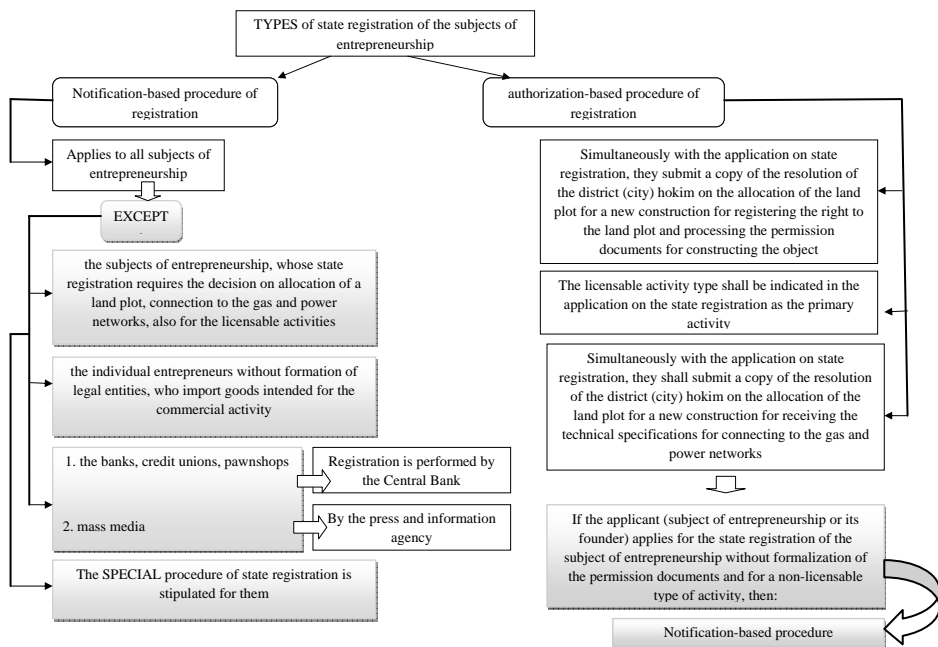 TYPES of state registration of the subjects of
entrepreneurship
Notification-based procedure of
registration
authorization-based procedure of
registration
Applies to all subjects of
entrepreneurship
EXCEPT
.
the subjects of entrepreneurship, whose state
registration requires the decision on allocation of a
land plot, connection to the gas and power
networks, also for the licensable activities
the individual entrepreneurs without formation of
legal entities, who import goods intended for the
commercial activity
1. the banks, credit unions, pawnshops
Registration is performed by
the Central Bank
2. mass media
By the press and information
agency
The SPECIAL procedure of state registration is
stipulated for them
Simultaneously with the application on state
registration, they submit a copy of the resolution
of the district (city) hokim on the allocation of the
land plot for a new construction for registering the
right to the land plot and processing the permission
documents for constructing the object
The licensable activity type shall be indicated in the
application on the state registration as the primary
activity
Simultaneously with the application on state
registration, they shall submit a copy of the resolution
of the district (city) hokim on the allocation of the
land plot for a new construction for receiving the
technical specifications for connecting to the gas and
power networks
If the applicant (subject of entrepreneurship or its
founder) applies for the state registration of the
subject of entrepreneurship without formalization of
the permission documents and for a non-licensable
type of activity, then:
Notification-based procedure